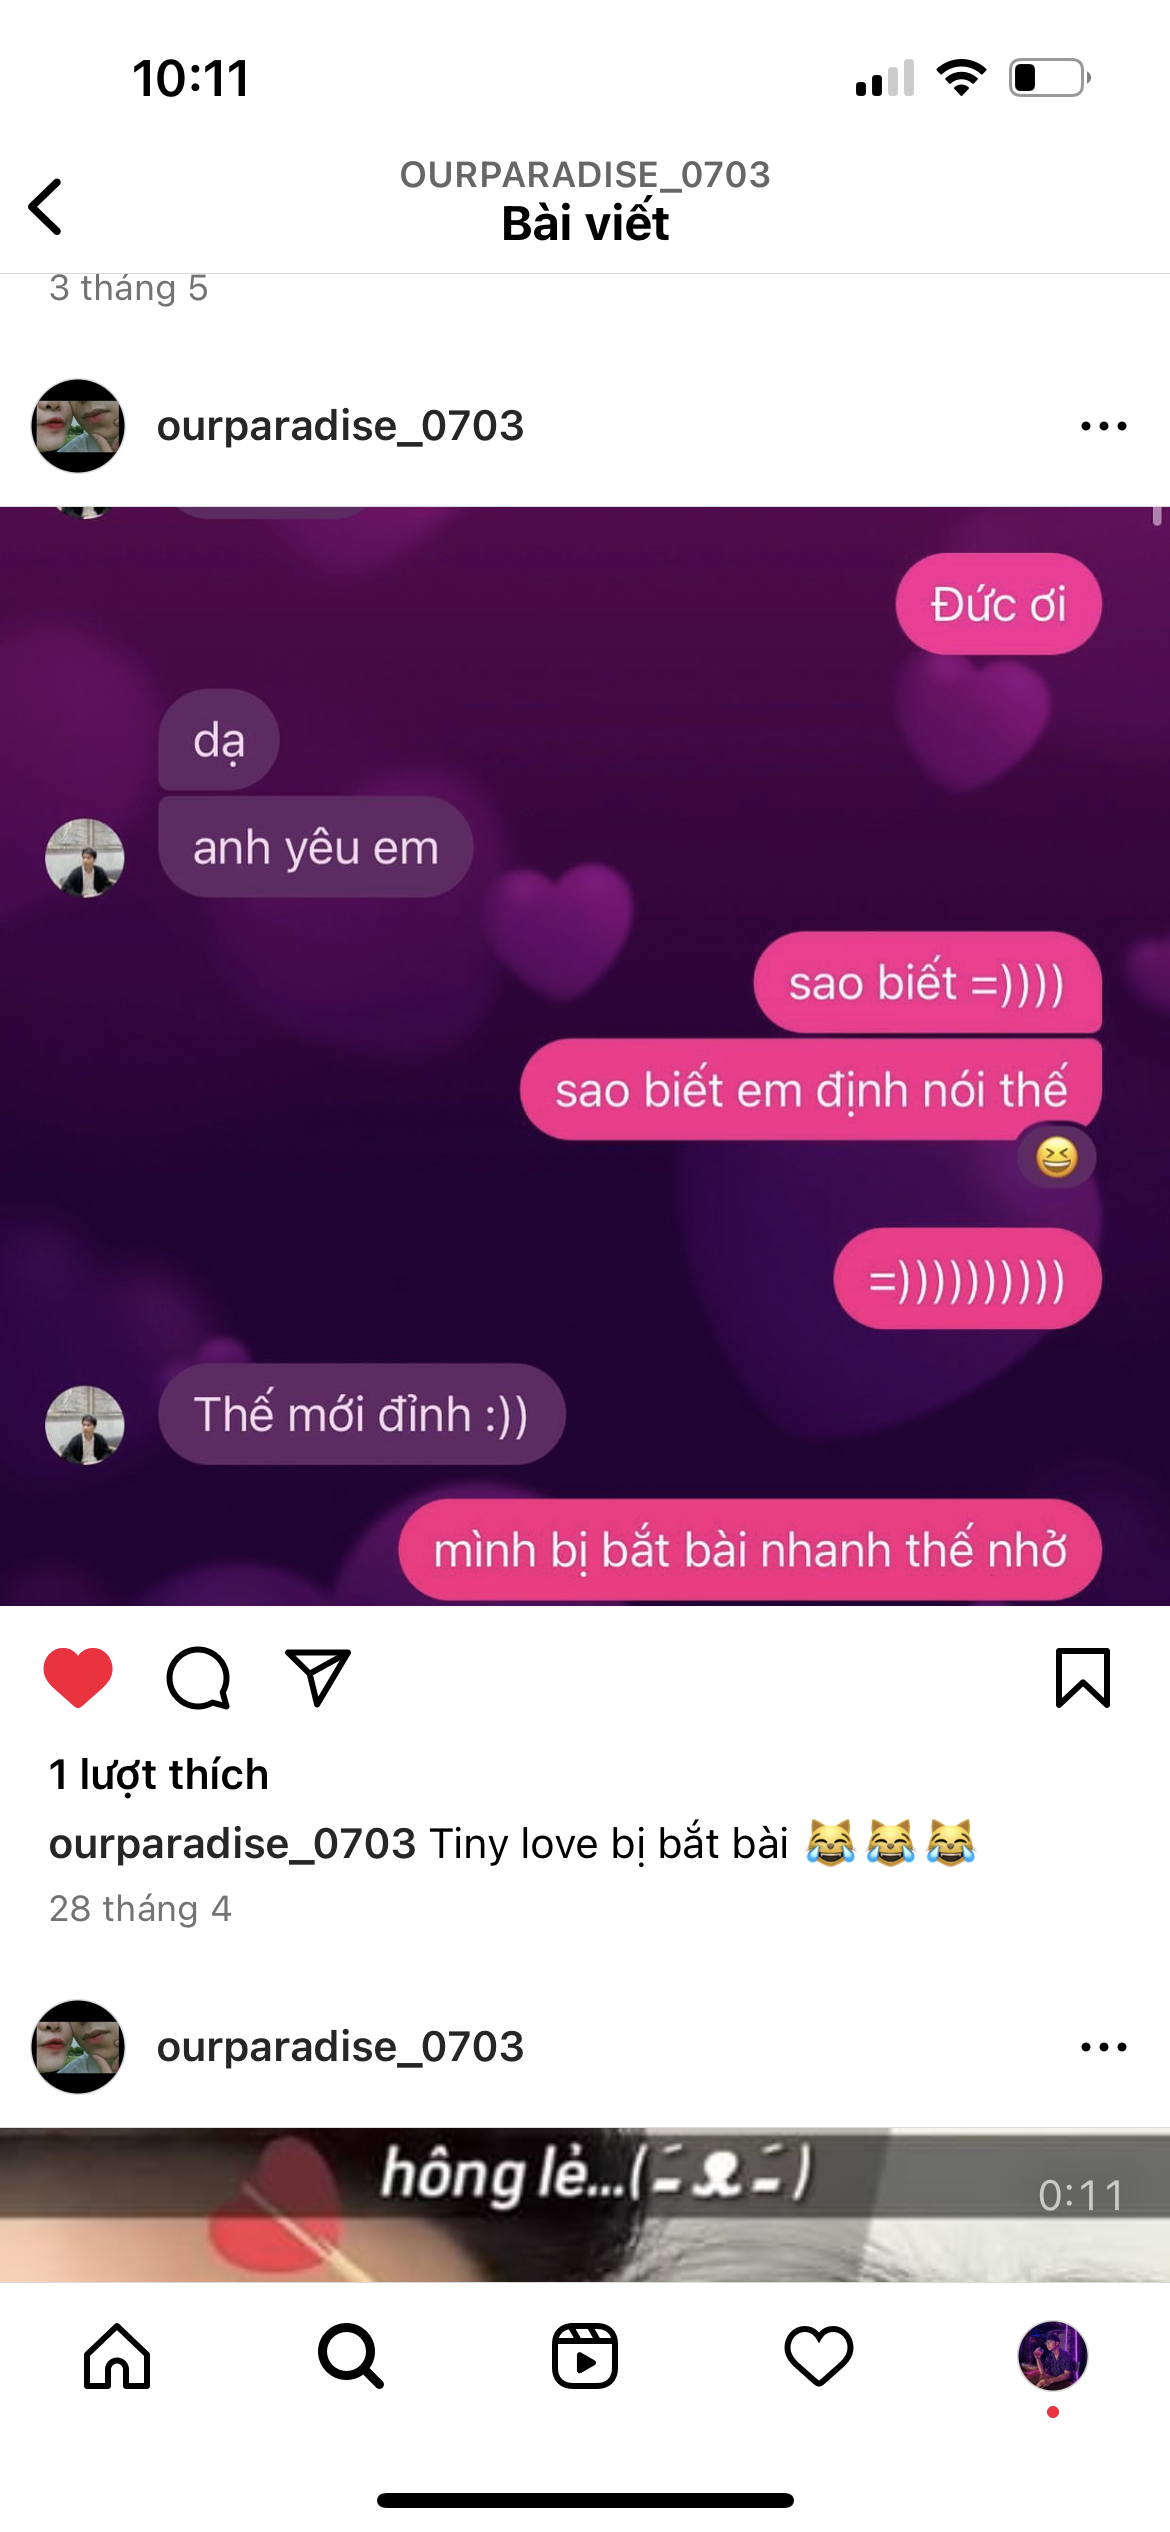 10:11
OURPARADISE_0703
Bài viết
3 tháng 5
ourparadise_0703
Đức ơi
dạ
anh yêu em
sao biết =))))
sao biết em định nói thế
=))))))))))
Thế mới đỉnh :))
mình bị bắt bài nhanh thế nhở
1 lượt thích
ourparadise_0703 Tiny love bị bắt bài 😹😹😹
28 tháng 4
ourparadise_0703
hông lẻ...(ˊ̄ᴥˊ̄)
0:11